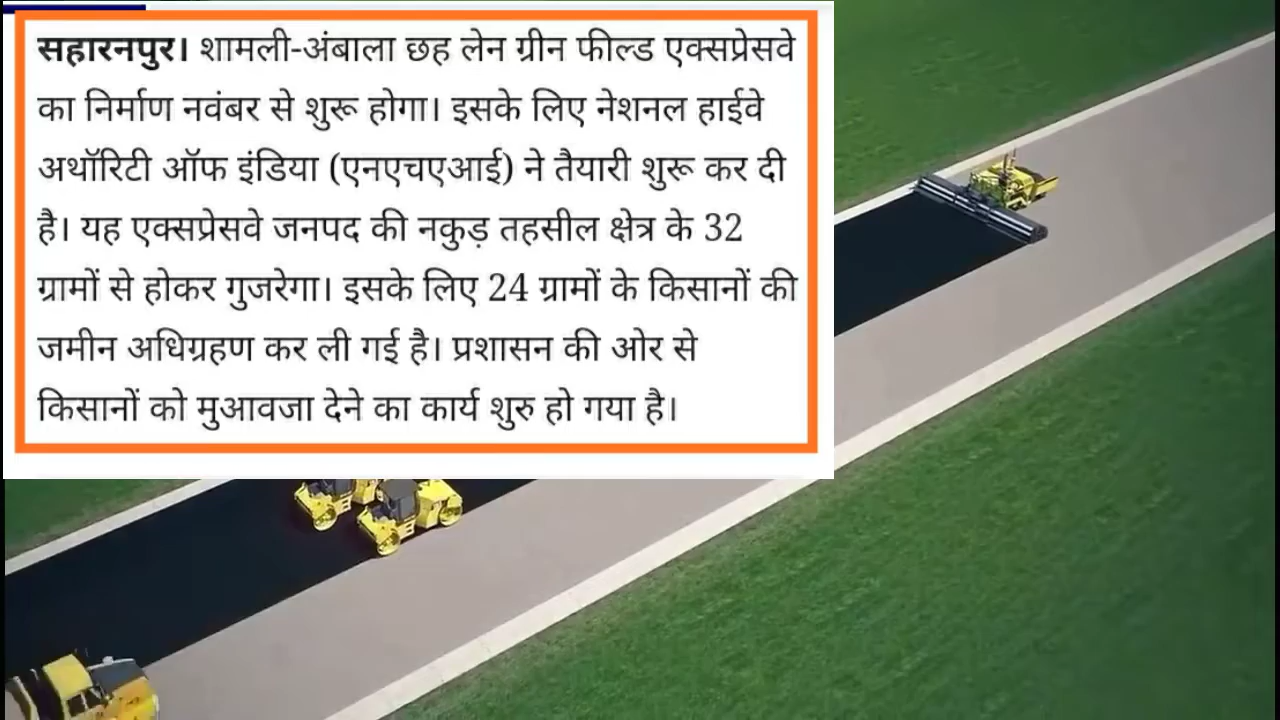 सहारनपुर। शामली-अंबाला छह लेन ग्रीन फील्ड एक्सप्रेसवे
का निर्माण नवंबर से शुरू होगा। इसके लिए नेशनल हाईवे
अथॉरिटी ऑफ इंडिया (एनएचएआई) ने तैयारी शुरू कर दी
है। यह एक्सप्रेसवे जनपद की नकुड़ तहसील क्षेत्र के 32
ग्रामों से होकर गुजरेगा। इसके लिए 24 ग्रामों के किसानों की
जमीन अधिग्रहण कर ली गई है। प्रशासन की ओर से
किसानों को मुआवजा देने का कार्य शुरु हो गया है।